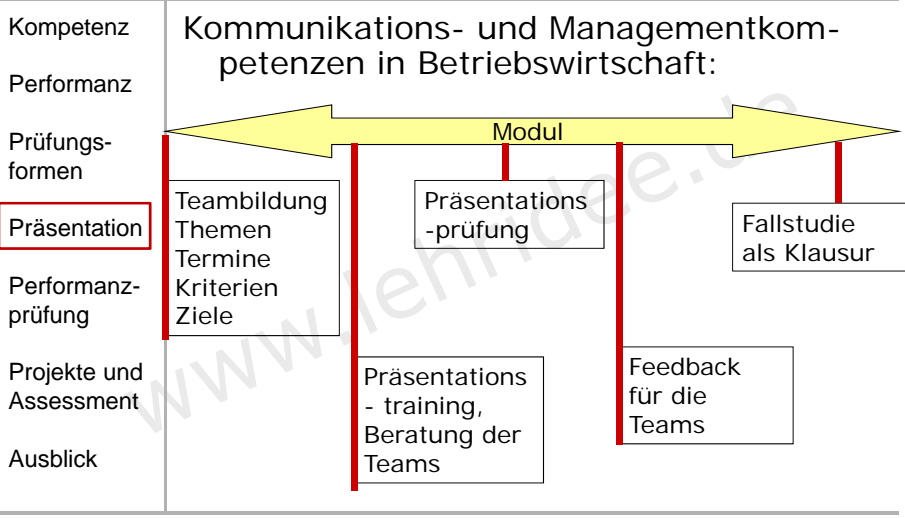 Kompetenz
Performanz
Prüfungs-
formen
Präsentation
Performanz-
prüfung
Projekte und
Assessment
Ausblick
Kommunikations- und Managementkom-
petenzen in Betriebswirtschaft:
Modul
Teambildung
Themen
Termine
Kriterien
Ziele
Präsentations
- training,
Beratung der
Teams
Präsentations
-prüfung
Feedback
für die
Teams
Fallstudie
als Klausur
www.lehridee.de